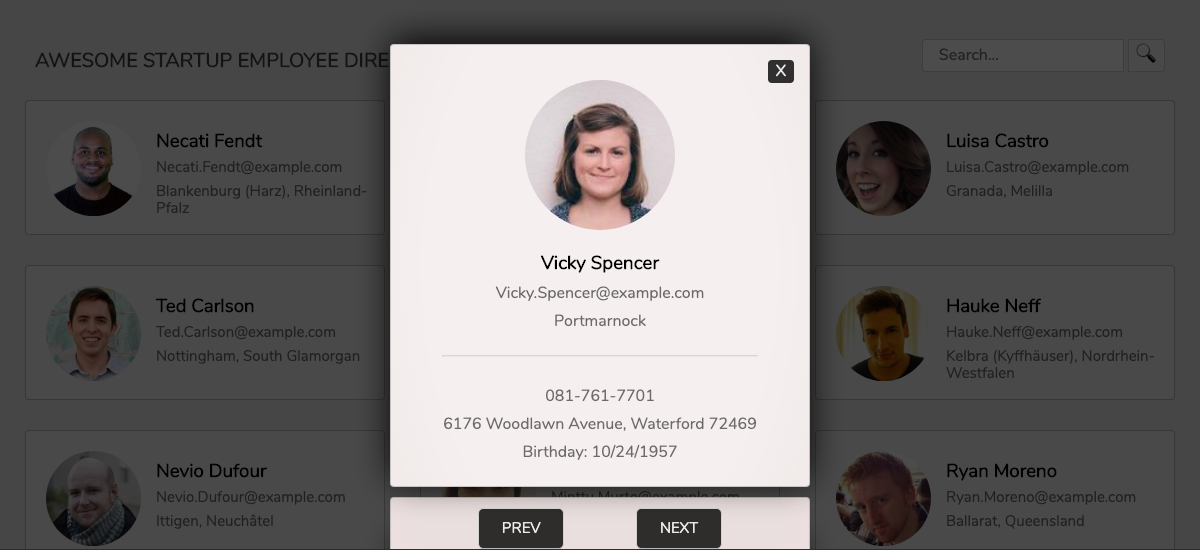 AWESOME STARTUP EMPLOYEE DIRE
Search...
X
Necati Fendt
Necati.Fendt@example.com
Blankenburg (Harz), Rheinland-
Pfalz
Vicky Spencer
Vicky.Spencer@example.com
Portmarnock
081-761-7701
6176 Woodlawn Avenue, Waterford 72469
Birthday: 10/24/1957
Luisa Castro
Luisa.Castro@example.com
Granada, Melilla
Ted Carlson
Ted.Carlson@example.com
Nottingham, South Glamorgan
Hauke Neff
Hauke.Neff@example.com
Kelbra (Kyffhäuser), Nordrhein-
Westfalen
Nevio Dufour
Nevio.Dufour@example.com
Ittigen, Neuchâtel
Ryan Moreno
Ryan.Moreno@example.com
Ballarat, Queensland
PREV
NEXT